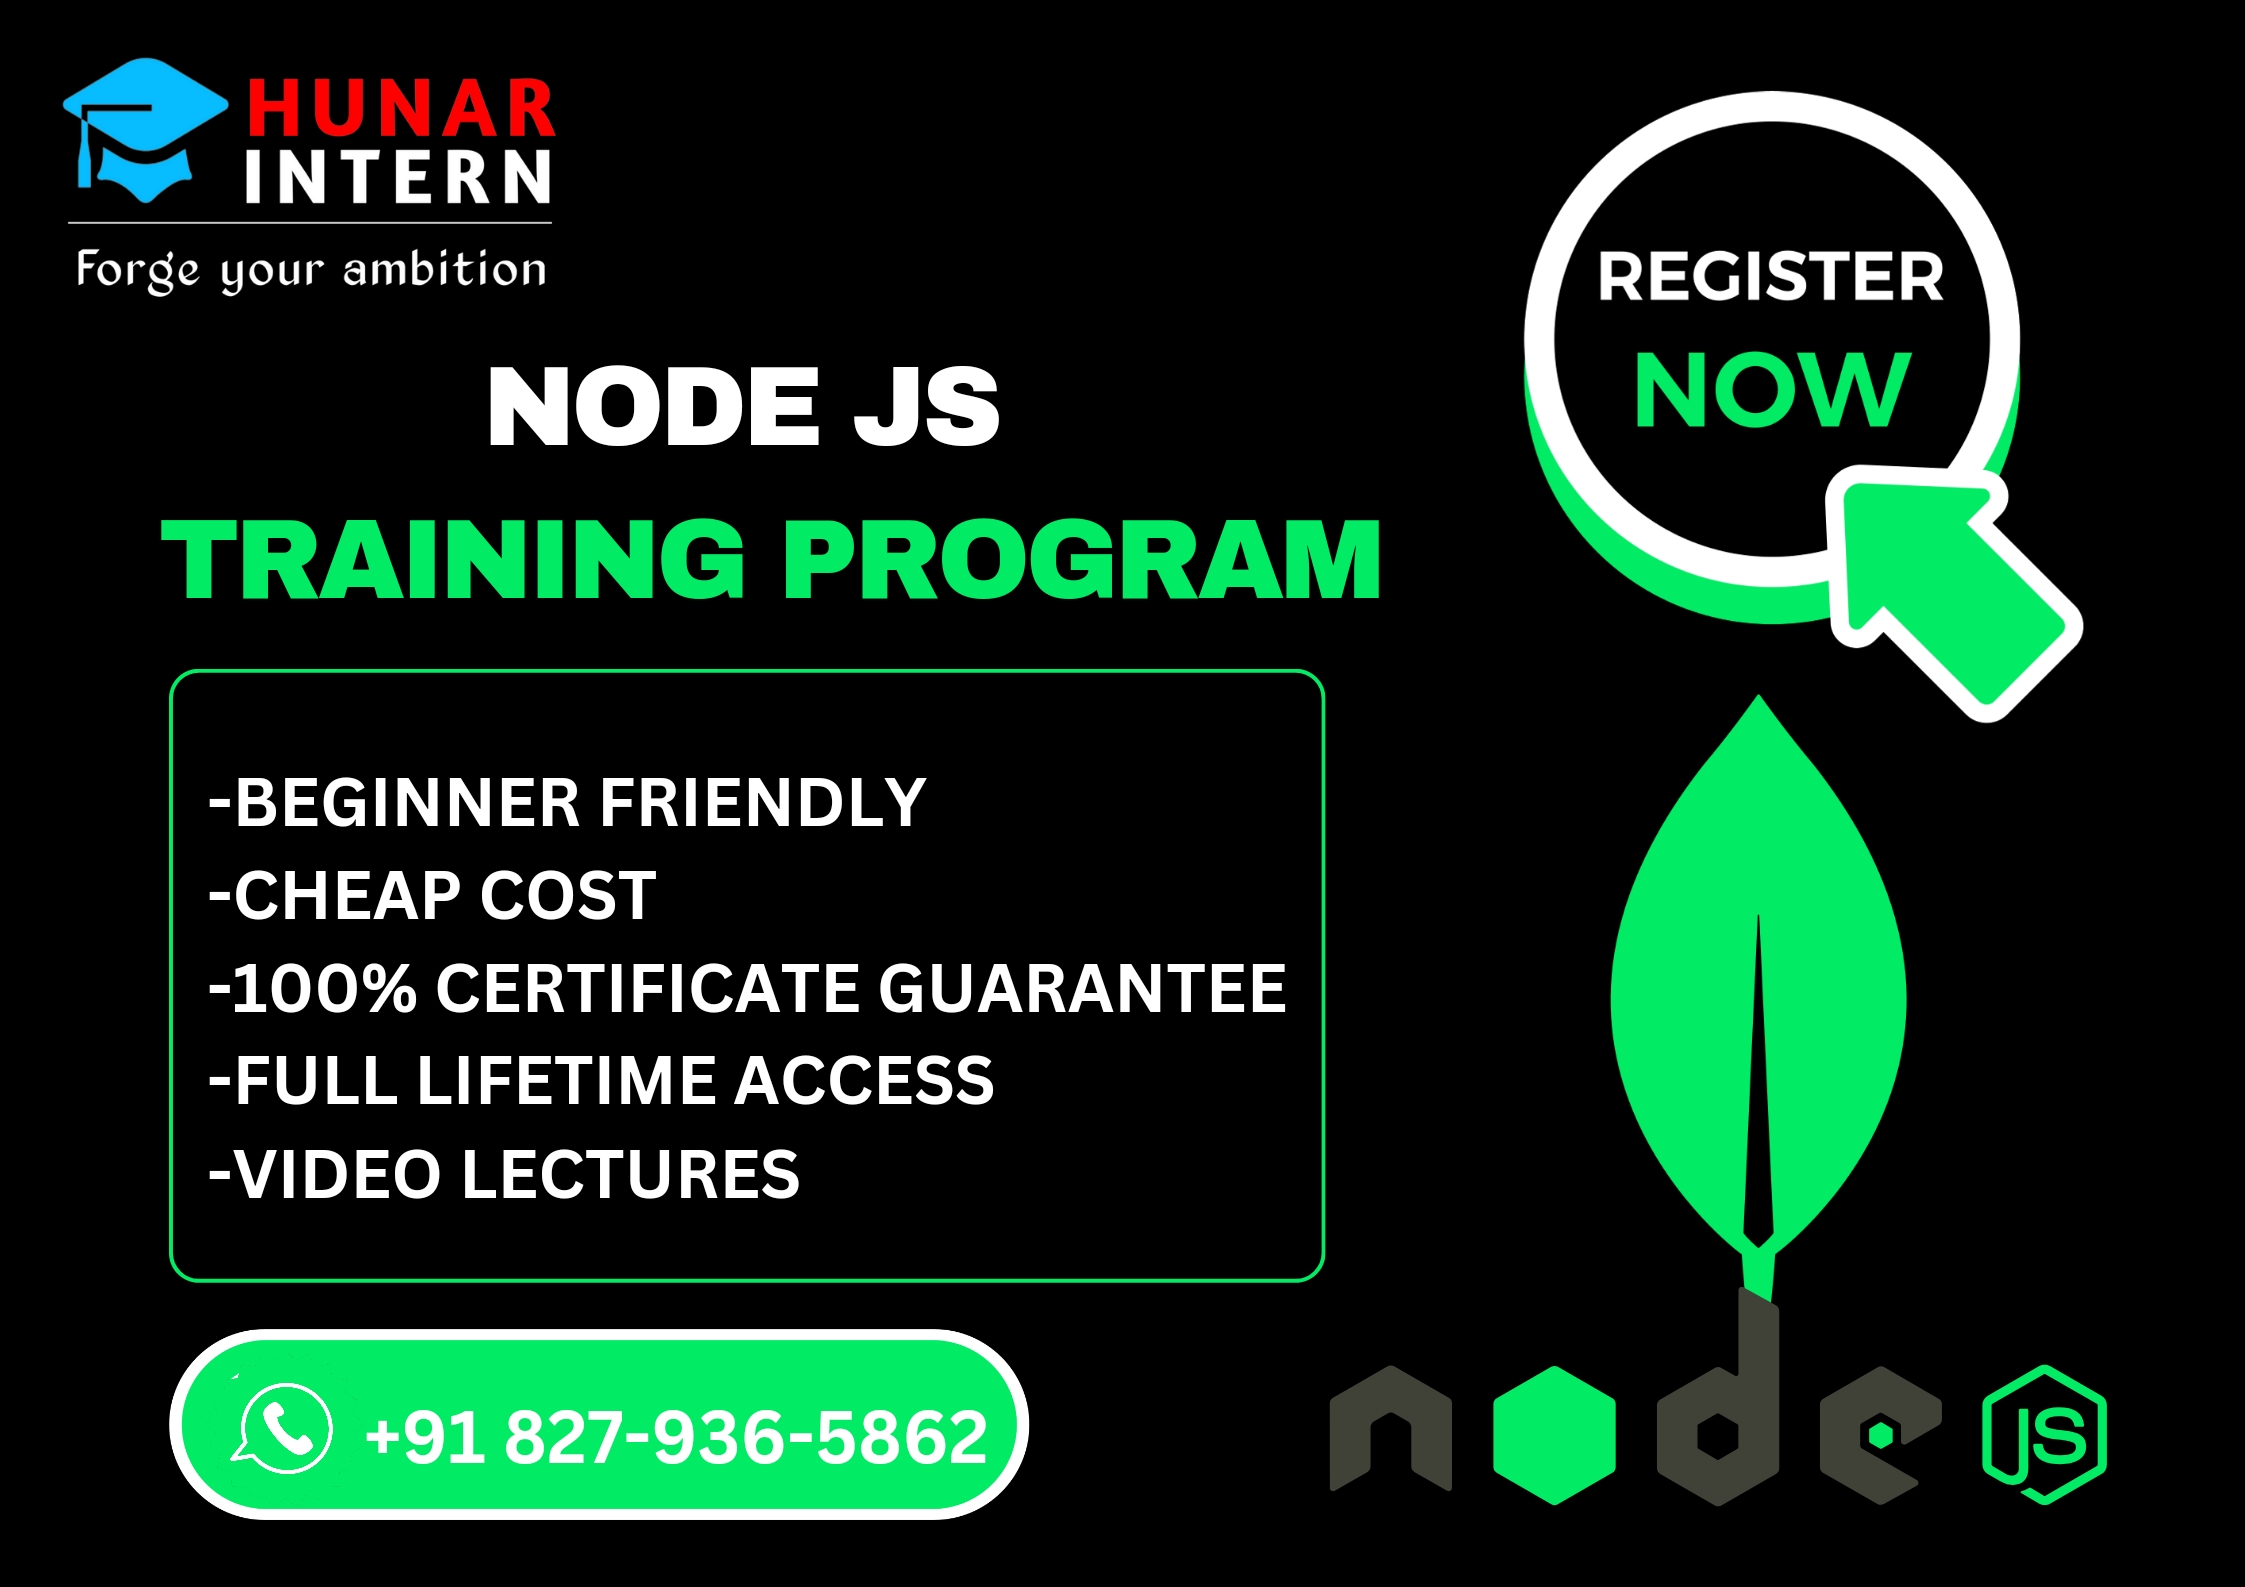 HUNAR
INTERN
Forge your ambition
REGISTER
NOW
NODE JS
TRAINING PROGRAM
-BEGINNER FRIENDLY
-CHEAP COST
-100% CERTIFICATE GUARANTEE
-FULL LIFETIME ACCESS
-VIDEO LECTURES
+91 827-936-5862
node JS